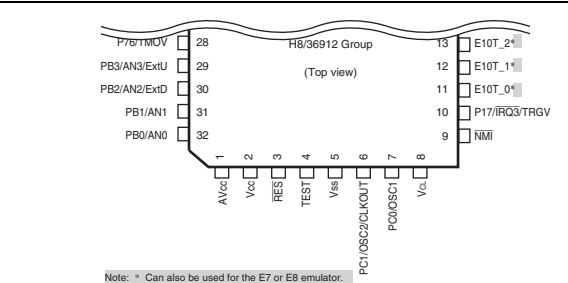 P76/TMOV 28 H8/36912 Group 13 E10T_2*
PB3/AN3/ExtU 29 (Top view) 12 E10T_1*
PB2/AN2/ExtD 30 11 E10T_0*
PB1/AN1 31 10 P17/IRQ3/TRGV
PB0/AN0 32 9 NMI
1 2 3 4 5 6 7 8
AVcc
Vcc
RES
TEST
Vss
PC1/OSC2/CLKOUT
PC0/OSC1
VCL
Note: * Can also be used for the E7 or E8 emulator.